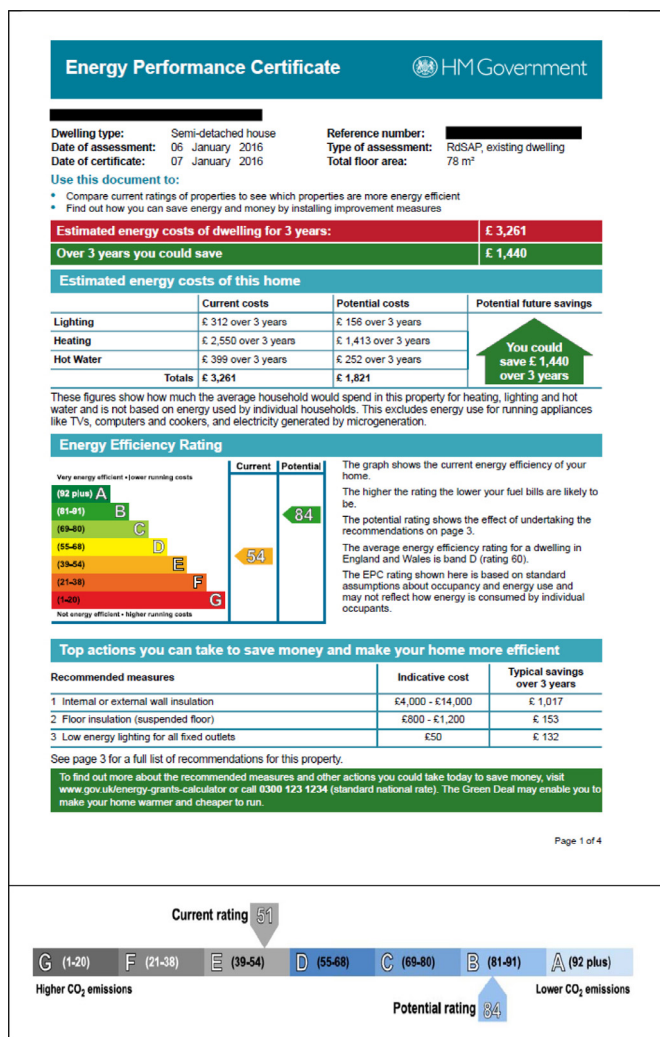 Energy Performance Certificate
HM Government
Dwelling type: Semi-detached house
Date of assessment: 06 January 2016
Date of certificate: 07 January 2016
Reference number:
Type of assessment: RdSAP, existing dwelling
Total floor area: 78 m²
Use this document to:
• Compare current ratings of properties to see which properties are more energy efficient
• Find out how you can save energy and money by installing improvement measures
Estimated energy costs of dwelling for 3 years: £ 3,261
Over 3 years you could save £ 1,440
Estimated energy costs of this home
Current costs Potential costs Potential future savings
Lighting £ 312 over 3 years £ 156 over 3 years
Heating £ 2,550 over 3 years £ 1,413 over 3 years
Hot Water £ 399 over 3 years £ 252 over 3 years
Totals £ 3,261 £ 1,821
You could
save £ 1,440
over 3 years
These figures show how much the average household would spend in this property for heating, lighting and hot
water and is not based on energy used by individual households. This excludes energy use for running appliances
like TVs, computers and cookers, and electricity generated by microgeneration.
Energy Efficiency Rating
Current Potential
Very energy efficient • lower running costs
(92 plus) A
(81-91) B
(69-80) C
(55-68) D
(39-54) E
(21-38) F
(1-20) G
Not energy efficient • higher running costs
54
84
The graph shows the current energy efficiency of your
home.
The higher the rating the lower your fuel bills are likely to
be.
The potential rating shows the effect of undertaking the
recommendations on page 3.
The average energy efficiency rating for a dwelling in
England and Wales is band D (rating 60).
The EPC rating shown here is based on standard
assumptions about occupancy and energy use and
may not reflect how energy is consumed by individual
occupants.
Top actions you can take to save money and make your home more efficient
Recommended measures Indicative cost Typical savings
over 3 years
1 Internal or external wall insulation £4,000 - £14,000 £ 1,017
2 Floor insulation (suspended floor) £800 - £1,200 £ 153
3 Low energy lighting for all fixed outlets £50 £ 132
See page 3 for a full list of recommendations for this property.
To find out more about the recommended measures and other actions you could take today to save money, visit
www.gov.uk/energy-grants-calculator or call 0300 123 1234 (standard national rate). The Green Deal may enable you to
make your home warmer and cheaper to run.
Page 1 of 4
Current rating 51
G (1-20) F (21-38) E (39-54) D (55-68) C (69-80) B (81-91) A (92 plus)
Higher CO₂ emissions Lower CO₂ emissions
Potential rating 84